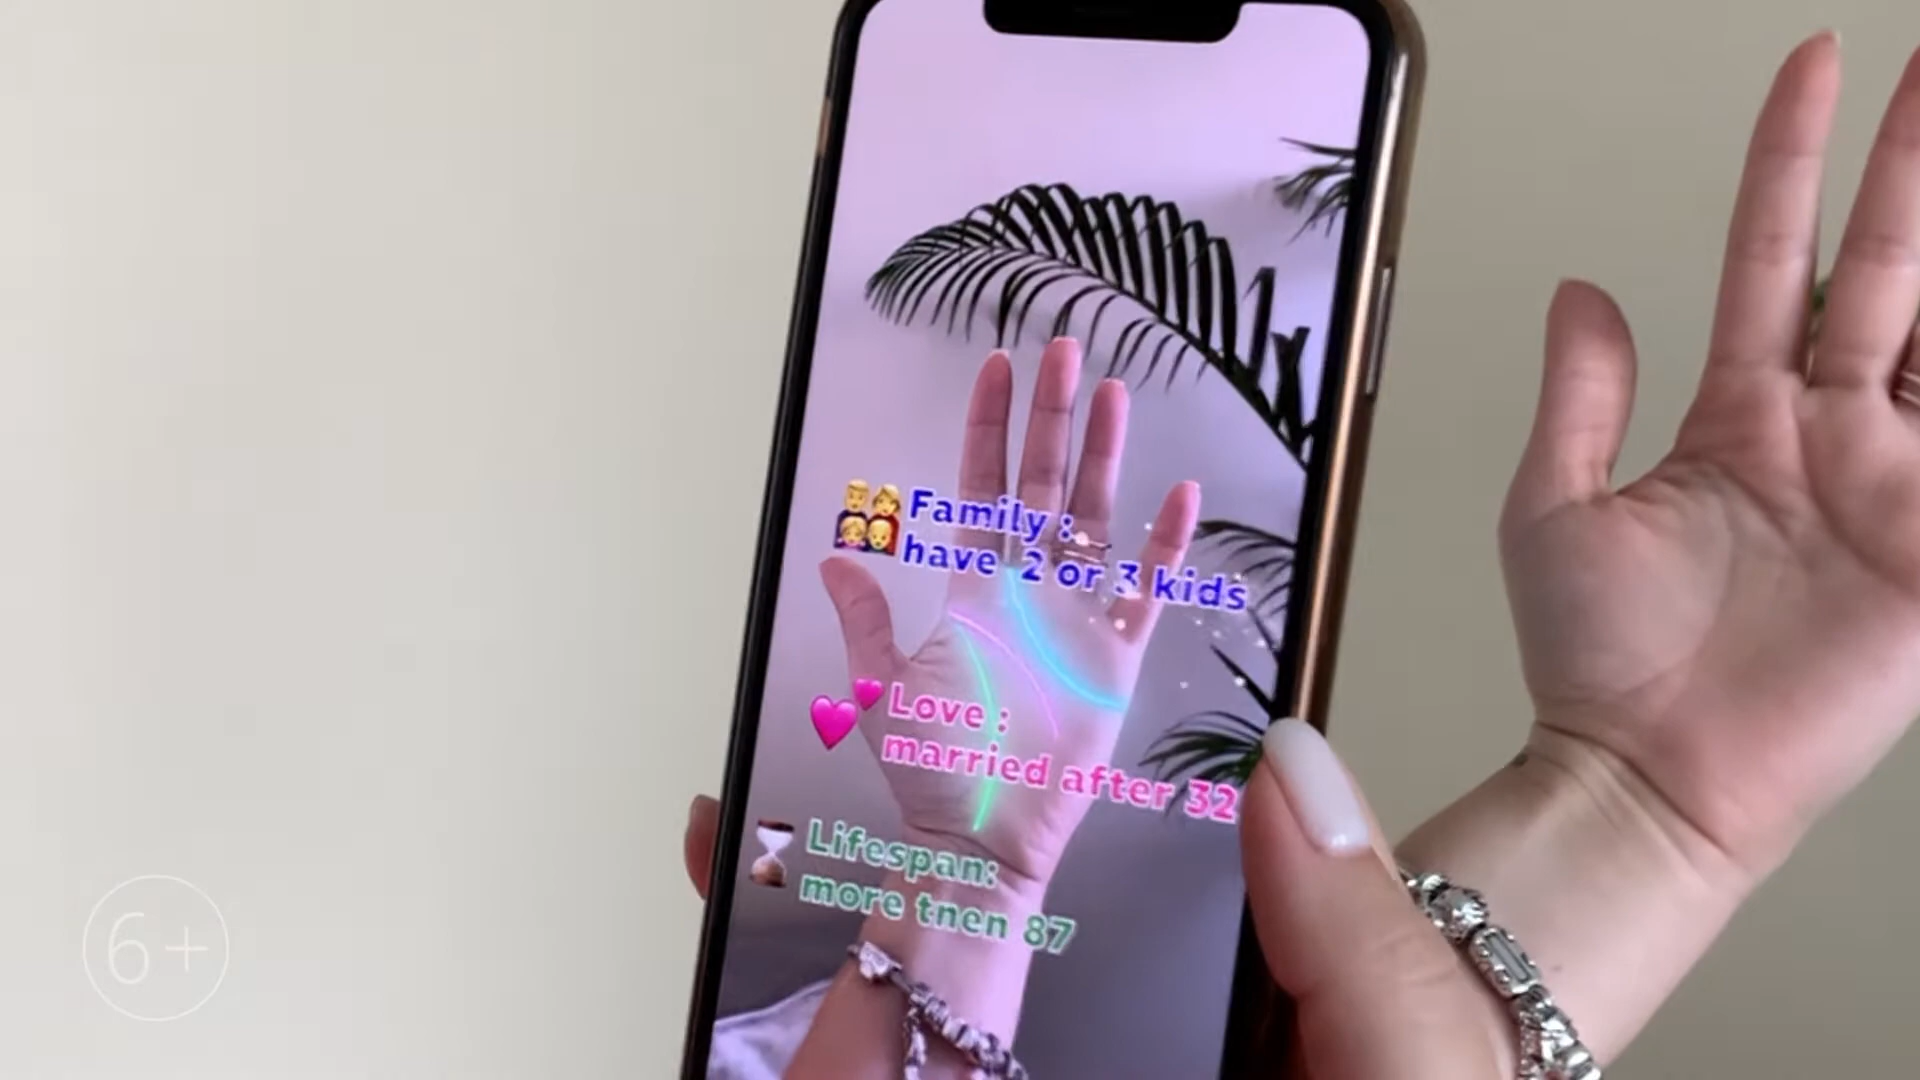 Family :
have 2 or 3 kids
Love :
married after 32
Lifespan:
more tnen 87
6+